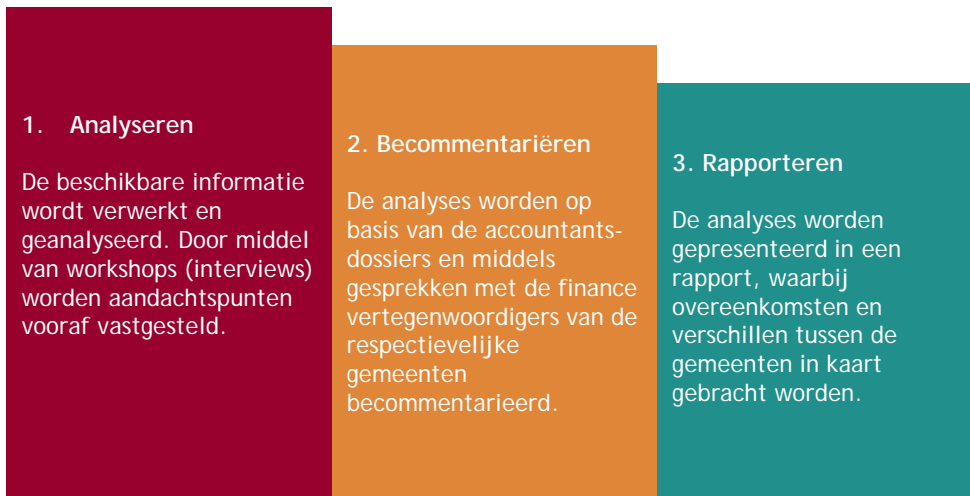 1. Analyseren
De beschikbare informatie
wordt verwerkt en
geanalyseerd. Door middel
van workshops (interviews)
worden aandachtspunten
vooraf vastgesteld.
2. Becommentariëren
De analyses worden op
basis van de accountants-
dossiers en middels
gesprekken met de finance
vertegenwoordigers van de
respectievelijke
gemeenten
becommentarieerd.
3. Rapporteren
De analyses worden
gepresenteerd in een
rapport, waarbij
overeenkomsten en
verschillen tussen de
gemeenten in kaart
gebracht worden.